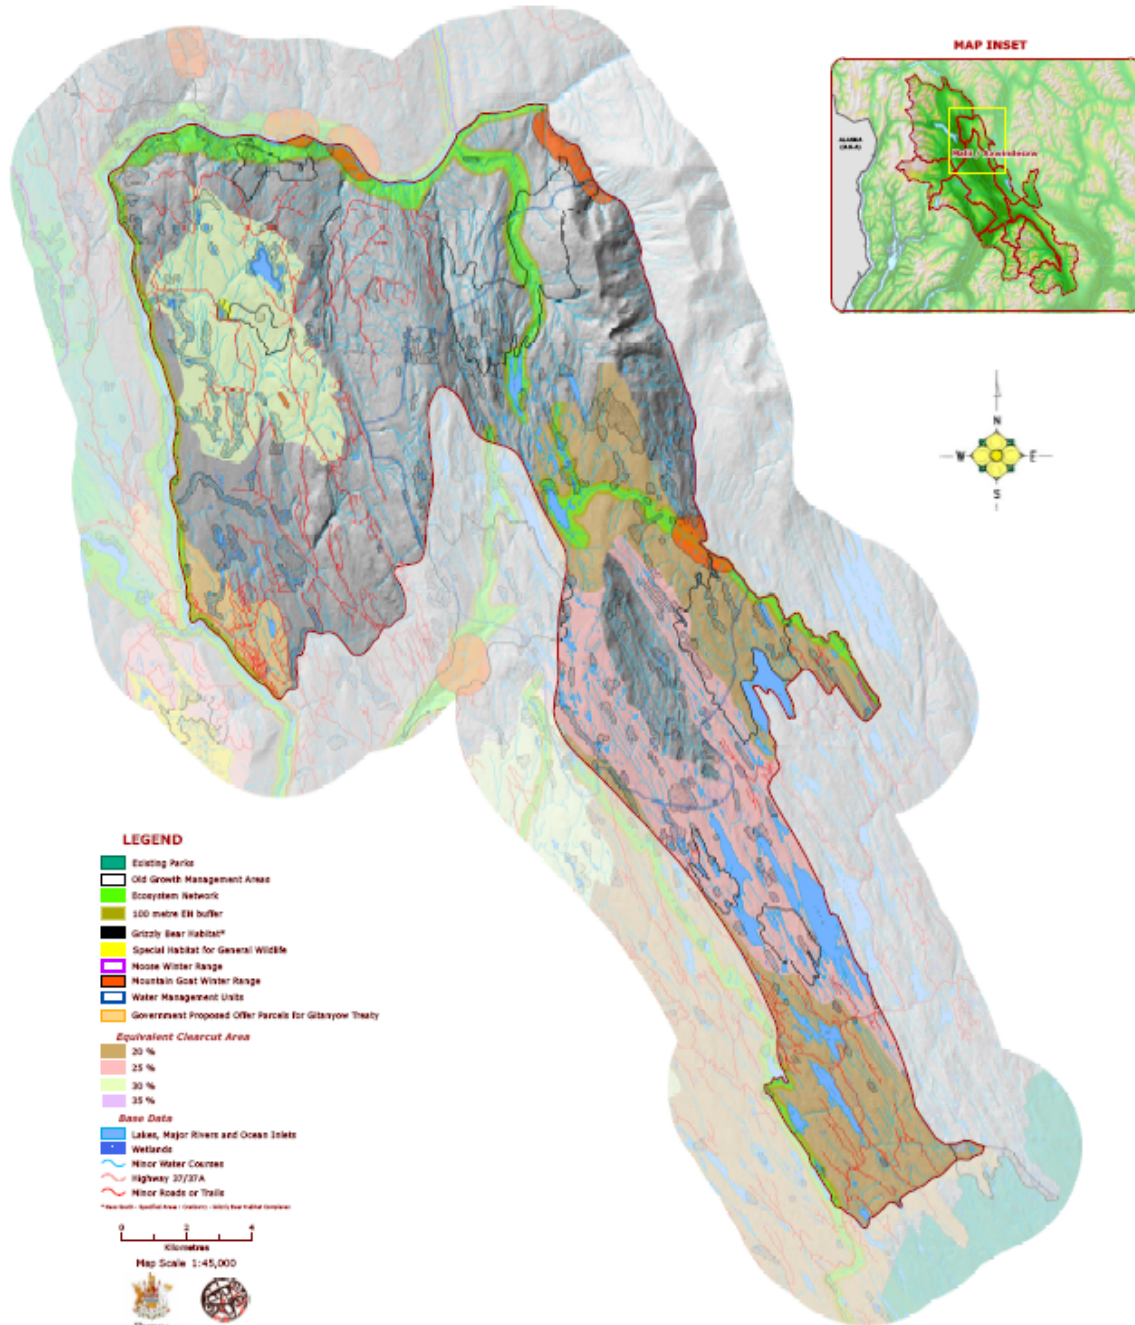 MAP INSET
ALASKA
(U.S.A)
N
W
E
S
LEGEND
Existing Parks
Old Growth Management Areas
Ecosystem Network
100 metre EN buffer
Grizzly Bear Habitat*
Special Habitat for General Wildlife
Moose Winter Range
Mountain Goat Winter Range
Water Management Units
Government Proposed Offer Parcels for Gitanyow Treaty
Equivalent Clearcut Area
20 %
25 %
30 %
35 %
Base Data
Lakes, Major Rivers and Ocean Inlets
Wetlands
Minor Water Courses
Highway 37/37A
Minor Roads or Trails
0 2 4
Kilometres
Map Scale 1:45,000